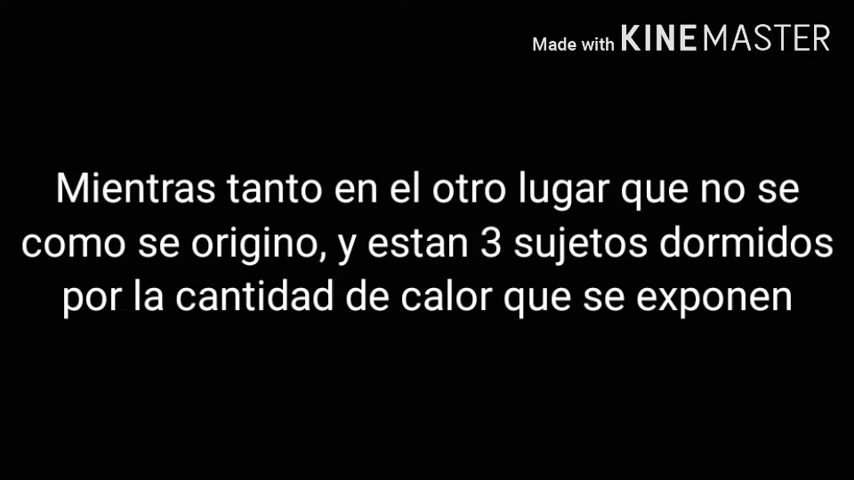 Made with KINEMASTER
Mientras tanto en el otro lugar que no se
como se origino, y estan 3 sujetos dormidos
por la cantidad de calor que se exponen